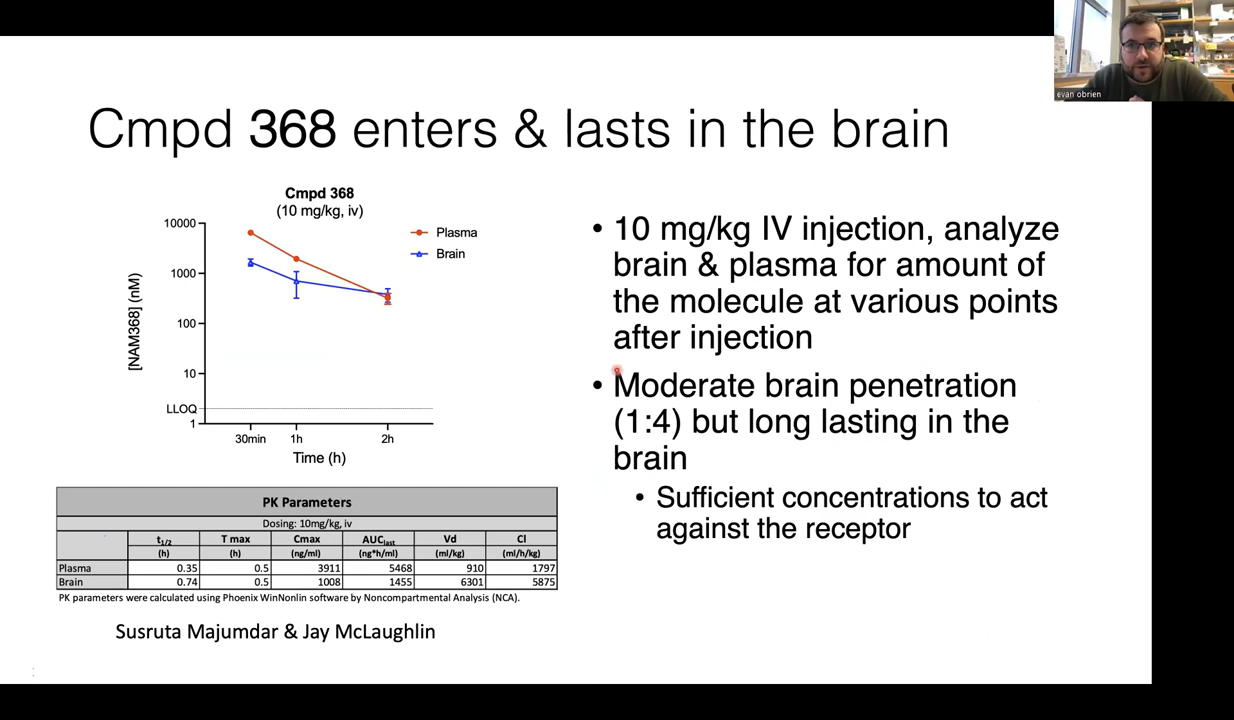 evan obrien
Cmpd 368 enters & lasts in the brain
Cmpd 368
(10 mg/kg, iv)
Plasma
Brain
[NAM368] (nM)
10000
1000
100
10
LLOQ
1
30min 1h 2h
Time (h)
• 10 mg/kg IV injection, analyze
brain & plasma for amount of
the molecule at various points
after injection
• Moderate brain penetration
(1:4) but long lasting in the
brain
• Sufficient concentrations to act
against the receptor
PK Parameters
Dosing: 10mg/kg, iv
t1/2 T max Cmax AUClast Vd Cl
(h) (h) (ng/ml) (ng*h/ml) (ml/kg) (ml/h/kg)
Plasma 0.35 0.5 3911 5468 910 1797
Brain 0.74 0.5 1008 1455 6301 5875
PK parameters were calculated using Phoenix WinNonlin software by Noncompartmental Analysis (NCA).
Susruta Majumdar & Jay McLaughlin